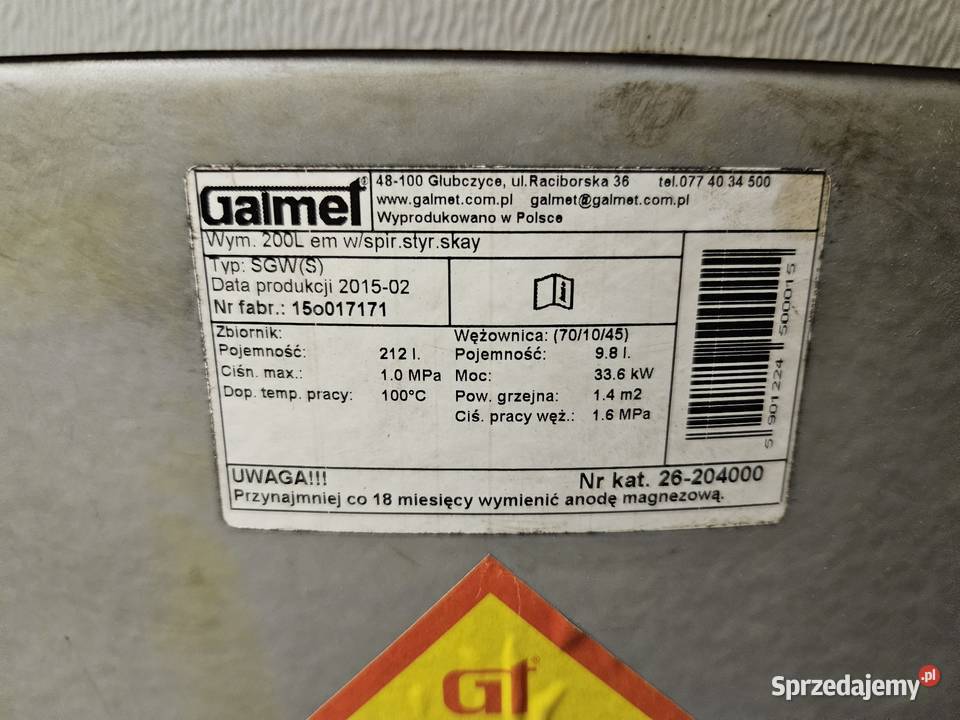 Galmet®
48-100 Głubczyce, ul.Raciborska 36 tel.077 40 34 500
www.galmet.com.pl galmet@galmet.com.pl
Wyprodukowano w Polsce
Wym. 200L em w/spir.styr.skay
Typ: SGW(S)
Data produkcji 2015-02
Nr fabr.: 15o017171
Zbiornik:
Pojemność: 212 l.
Ciśn. max.: 1.0 MPa
Dop. temp. pracy: 100°C
Wężownica: (70/10/45)
Pojemność: 9.8 l.
Moc: 33.6 kW
Pow. grzejna: 1.4 m2
Ciś. pracy węż.: 1.6 MPa
5 901224 500015
UWAGA!!! Nr kat. 26-204000
Przynajmniej co 18 miesięcy wymienić anodę magnezową.
GT®
Sprzedajemy.pl